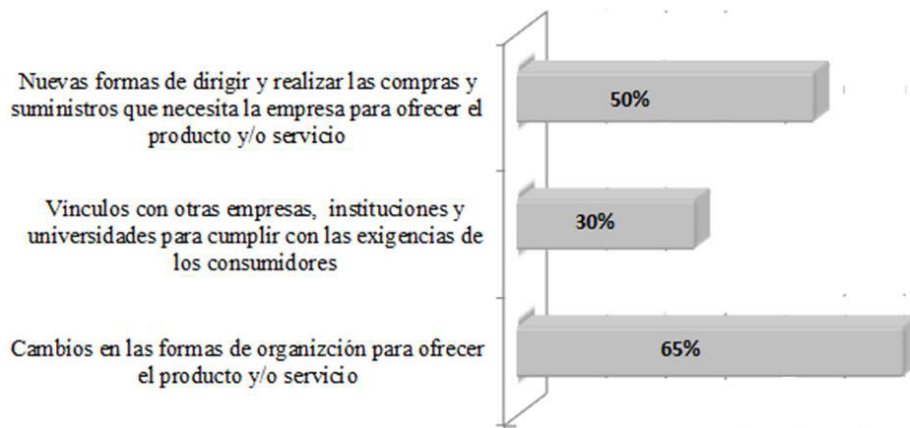 Nuevas formas de dirigir y realizar las compras y
suministros que necesita la empresa para ofrecer el
producto y/o servicio
50%
Vinculos con otras empresas, instituciones y
universidades para cumplir con las exigencias de
los consumidores
30%
Cambios en las formas de organizción para ofrecer
el producto y/o servicio
65%